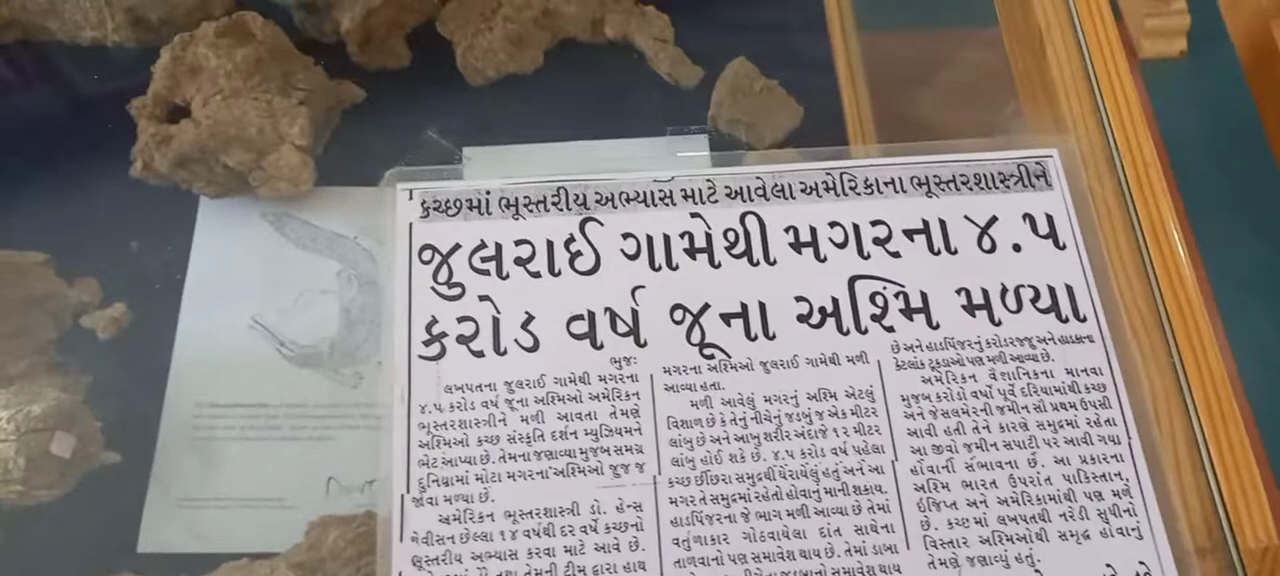 કચ્છમાં ભૂસ્તરીય અભ્યાસ માટે આવેલા અમેરિકાના ભૂસ્તરશાસ્ત્રીને
જુલરાઈ ગામેથી મગરના ૪.૫
કરોડ વર્ષ જૂના અશ્મિ મળ્યા
ભુજઃ
લખપતના જુલરાઈ ગામેથી મગરના
૪.૫ કરોડ વર્ષ જૂના અશ્મિઓ અમેરિકન
ભૂસ્તરશાસ્ત્રીને મળી આવતા તેમણે
અશ્મિઓ કચ્છ સંસ્કૃતિ દર્શન મ્યુઝિયમને
ભેટ આપ્યા છે. તેમના જણાવ્યા મુજબ સમગ્ર
દુનિયામાં મોટા મગરના અશ્મિઓ જૂજ જ
જોવા મળ્યા છે.
અમેરિકન ભૂસ્તરશાસ્ત્રી ડો. હેન્સ
થેવીસન છેલ્લા ૧૪ વર્ષથી દર વર્ષે કચ્છનો
ભૂસ્તરીય અભ્યાસ કરવા માટે આવે છે.
તેમની ટીમ દ્વારા હાથ
મગરના અશ્મિઓ જુલરાઈ ગામેથી મળી
આવ્યા હતા.
મળી આવેલું મગરનું અશ્મિ એટલું
વિશાળ છે કે તેનું નીચેનું જડબું જ એક મીટર
લાંબુ છે અને આખુ શરીર અંદાજે ૧૨ મીટર
લાંબુ હોઈ શકે છે. ૪.૫ કરોડ વર્ષ પહેલા
કચ્છ છીછરા સમુદ્રથી ઘેરાયેલું હતું અને આ
મગર તે સમુદ્રમાં રહેતો હોવાનું માની શકાય.
હાડપિંજરના જે ભાગ મળી આવ્યા છે તેમાં
વર્તુળાકાર ગોઠવાયેલા દાંત સાથેના
તાળવાનો પણ સમાવેશ થાય છે. તેમાં ડાબા
જડબાનો સમાવેશ થાય
છે અને હાડપિંજરનું કરોડરજ્જુ અને હાડકાના
કેટલાંક ટૂકડાઓ પણ મળી આવ્યા છે.
અમેરિકન વૈજ્ઞાનિકના માનવા
મુજબ કરોડો વર્ષો પૂર્વે દરિયામાંથી કચ્છ
અને જેસલમેરની જમીન સૌ પ્રથમ ઉપસી
આવી હતી તેને કારણે સમુદ્રમાં રહેતા
આ જીવો જમીન સપાટી પર આવી ગયા
હોવાની સંભાવના છે. આ પ્રકારના
અશ્મિ ભારત ઉપરાંત પાકિસ્તાન,
ઇજિપ્ત અને અમેરિકામાંથી પણ મળે
છે. કચ્છમાં લખપતથી નરેડી સુધીનો
વિસ્તાર અશ્મિઓથી સમૃદ્ધ હોવાનું
તેમણે જણાવ્યું હતું.